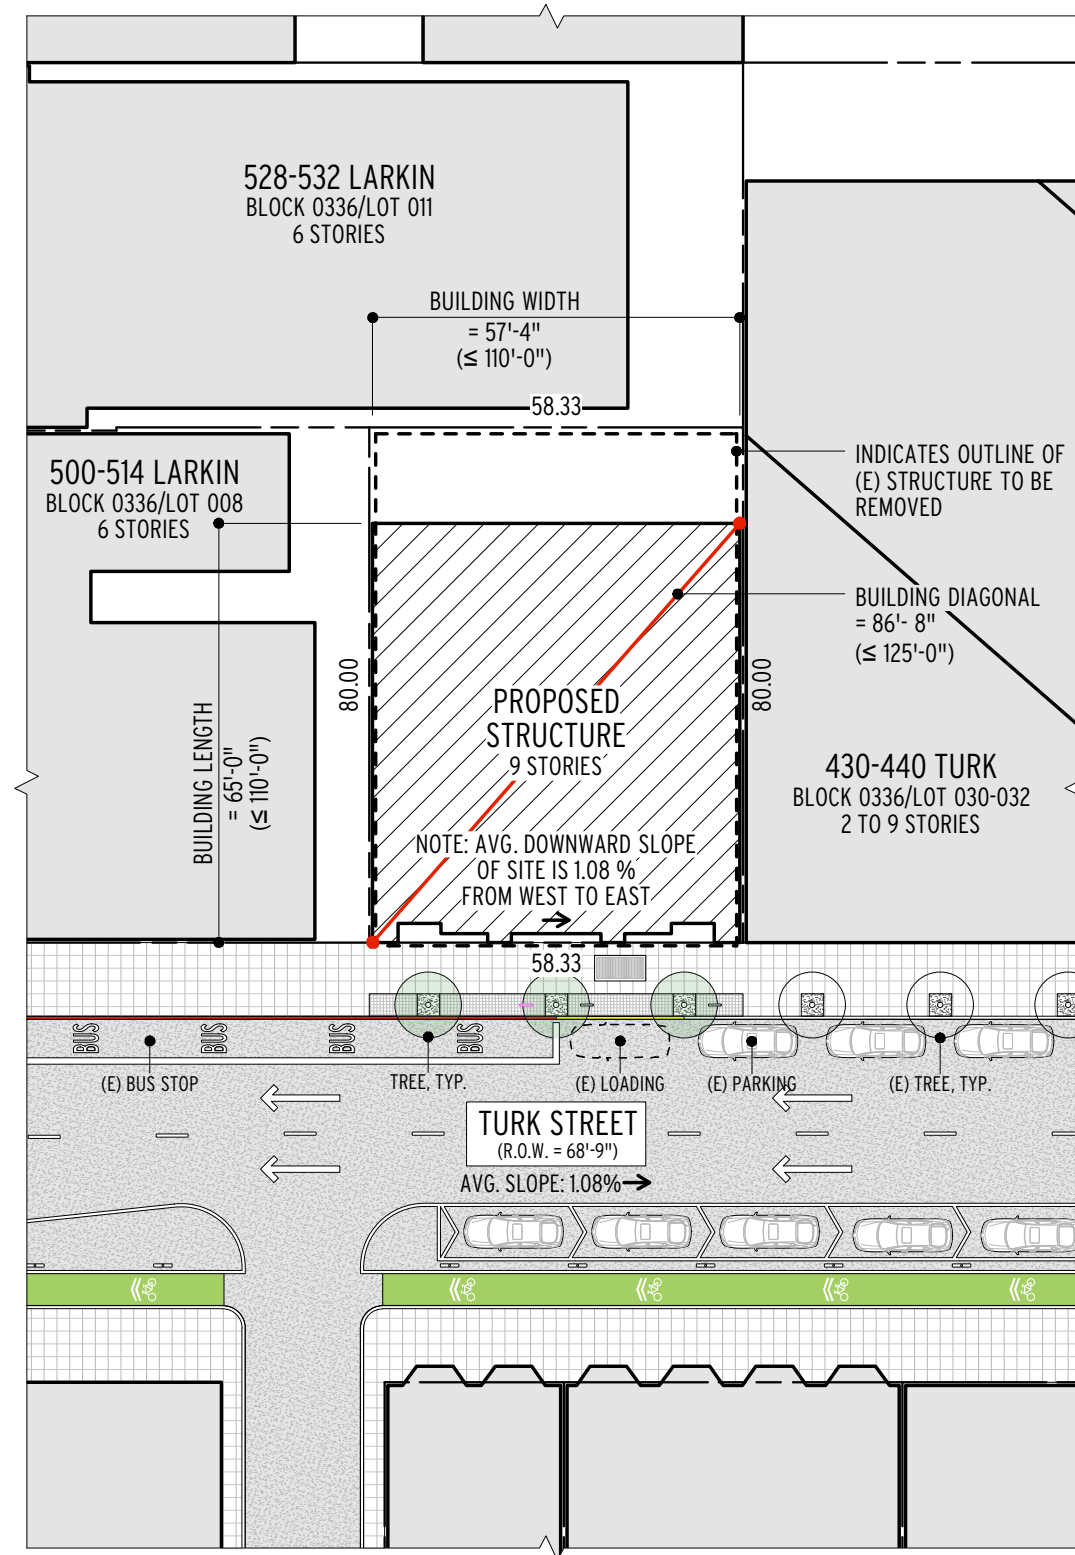 528-532 LARKIN
BLOCK 0336/LOT 011
6 STORIES
BUILDING WIDTH
= 57'-4"
(≤ 110'-0")
58.33
500-514 LARKIN
BLOCK 0336/LOT 008
6 STORIES
INDICATES OUTLINE OF
(E) STRUCTURE TO BE
REMOVED
BUILDING DIAGONAL
= 86'- 8"
(≤ 125'-0")
80.00
80.00
BUILDING LENGTH
= 65'-0"
(≤ 110'-0")
PROPOSED
STRUCTURE
9 STORIES
430-440 TURK
BLOCK 0336/LOT 030-032
2 TO 9 STORIES
NOTE: AVG. DOWNWARD SLOPE
OF SITE IS 1.08 %
FROM WEST TO EAST
58.33
BUS
BUS
BUS
BUS
(E) BUS STOP
TREE, TYP.
(E) LOADING
(E) PARKING
(E) TREE, TYP.
TURK STREET
(R.O.W. = 68'-9")
AVG. SLOPE: 1.08%